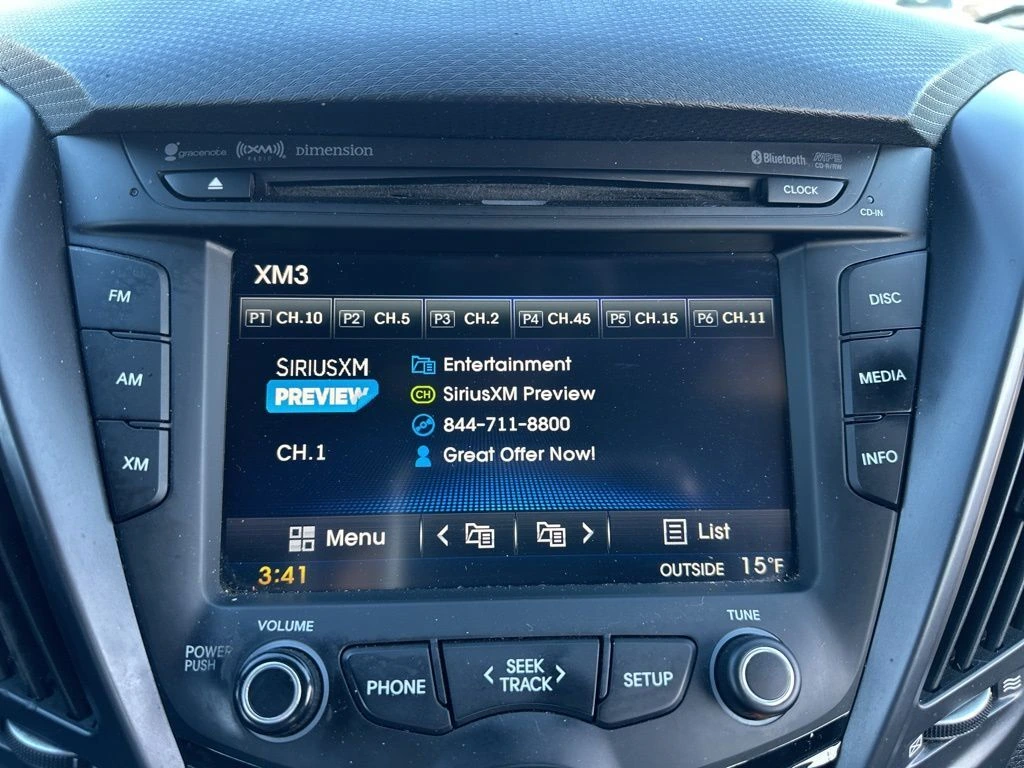 gracenote XM RADIO Dimension Bluetooth MP3 CD-R/RW
CLOCK
CD-IN
FM
AM
XM
DISC
MEDIA
INFO
XM3
P1 CH.10 P2 CH.5 P3 CH.2 P4 CH.45 P5 CH.15 P6 CH.11
SIRIUSXM Entertainment
PREVIEW CH SiriusXM Preview
844-711-8800
CH.1 Great Offer Now!
Menu < > List
3:41 OUTSIDE 15°F
VOLUME TUNE
POWER
PUSH
PHONE
< SEEK >
TRACK
SETUP